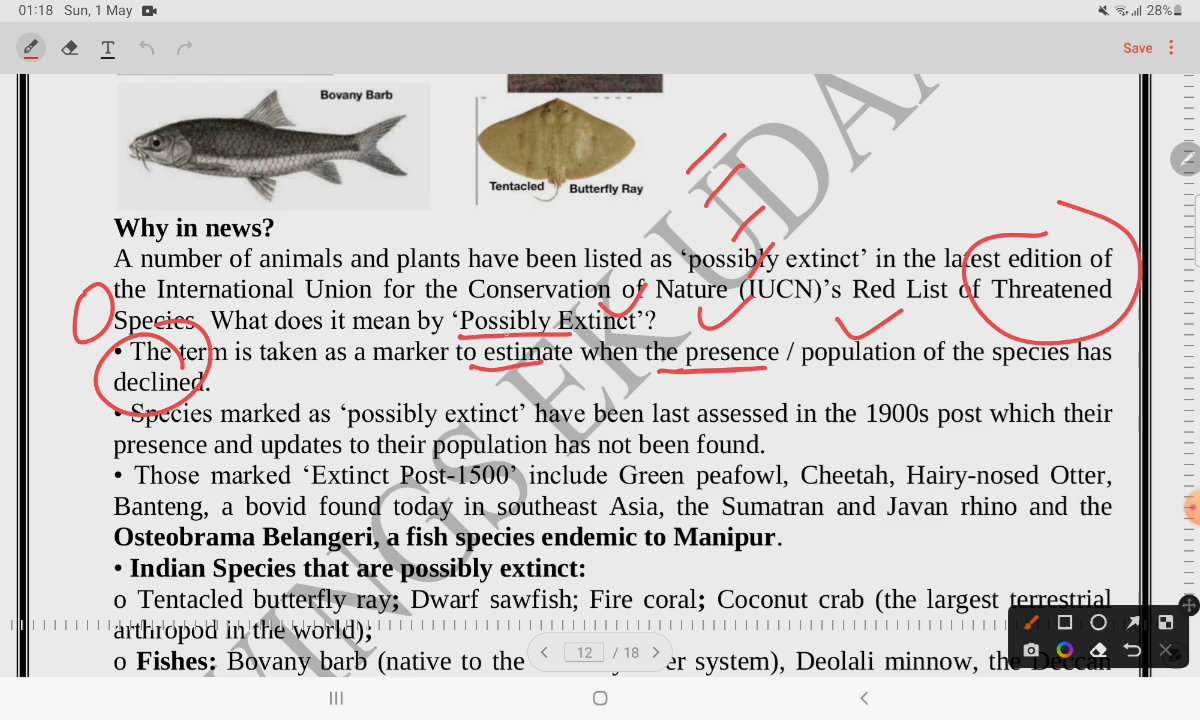 01:18 Sun, 1 May
28%
T
Save
Bovany Barb
Tentacled Butterfly Ray
Why in news?
A number of animals and plants have been listed as ‘possibly extinct’ in the latest edition of
the International Union for the Conservation of Nature (IUCN)’s Red List of Threatened
Species. What does it mean by ‘Possibly Extinct’?
• The term is taken as a marker to estimate when the presence / population of the species has
declined.
• Species marked as ‘possibly extinct’ have been last assessed in the 1900s post which their
presence and updates to their population has not been found.
• Those marked ‘Extinct Post-1500’ include Green peafowl, Cheetah, Hairy-nosed Otter,
Banteng, a bovid found today in southeast Asia, the Sumatran and Javan rhino and the
Osteobrama Belangeri, a fish species endemic to Manipur.
• Indian Species that are possibly extinct:
o Tentacled butterfly ray; Dwarf sawfish; Fire coral; Coconut crab (the largest terrestrial
arthropod in the world);
o Fishes: Bovany barb (native to the er system), Deolali minnow, the Deccan
12 / 18
VINGS EK UDA